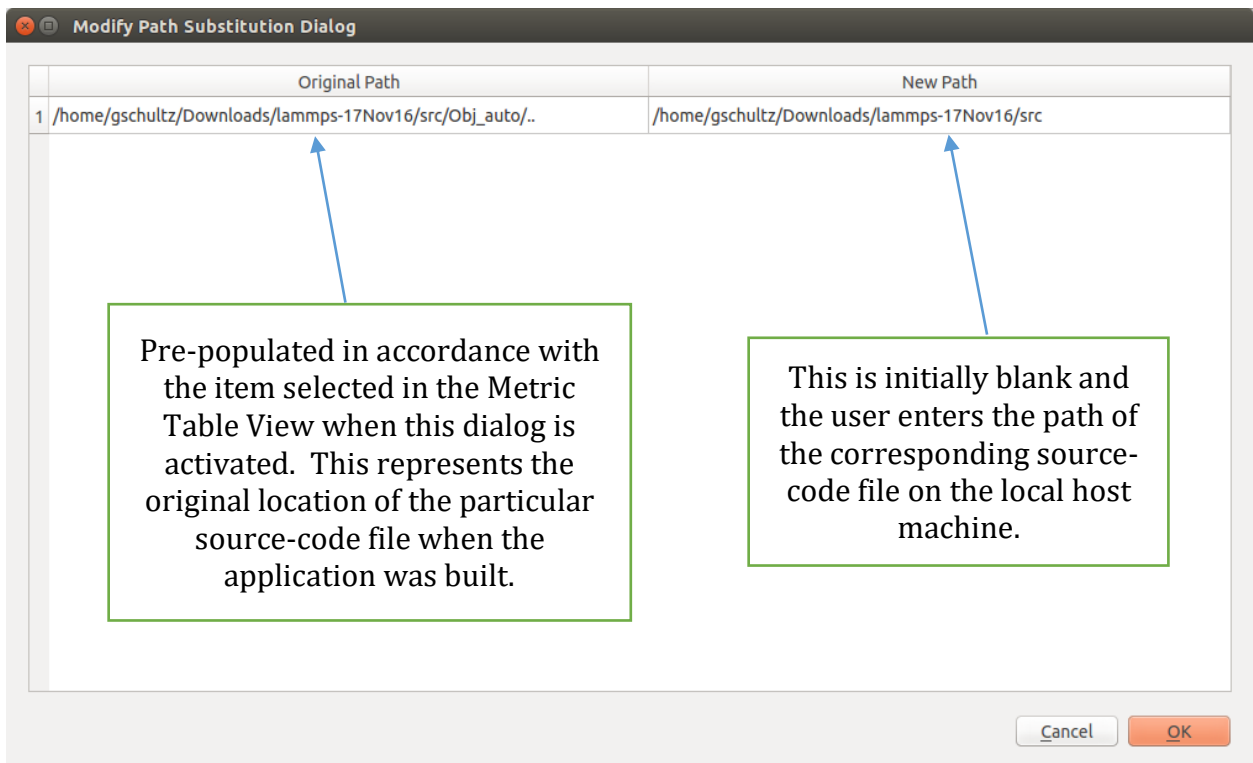 Modify Path Substitution Dialog
Original Path
New Path
1
/home/gschultz/Downloads/lammps-17Nov16/src/Obj_auto/..
/home/gschultz/Downloads/lammps-17Nov16/src
Pre-populated in accordance with
the item selected in the Metric
Table View when this dialog is
activated.  This represents the
original location of the particular
source-code file when the
application was built.
This is initially blank and
the user enters the path of
the corresponding source-
code file on the local host
machine.
Cancel
OK